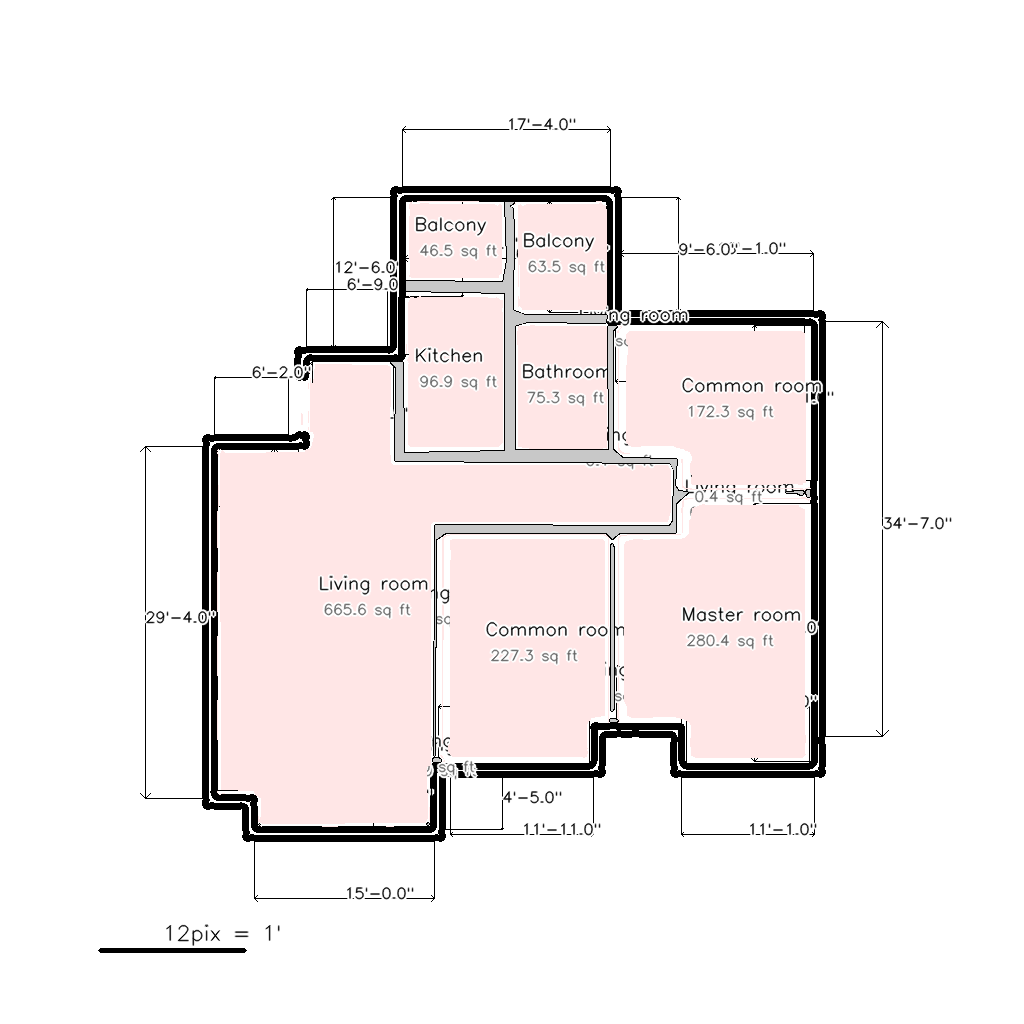 17'-4.0"
Balcony
46.5 sq ft
Balcony
63.5 sq ft
9'-6.0"
-1.0"
12'-6.0"
6'-9.0
room
Kitchen
96.9 sq ft
Bathroom
75.3 sq ft
6'-2.0"
Common room
172.3 sq ft
Living room
0.4 sq ft
34'-7.0"
Living room
665.6 sq ft
29'-4.0"
Common room
227.3 sq ft
Master room
280.4 sq ft
sq ft
4'-5.0"
11'-11.0"
11'-1.0"
15'-0.0"
12pix = 1'